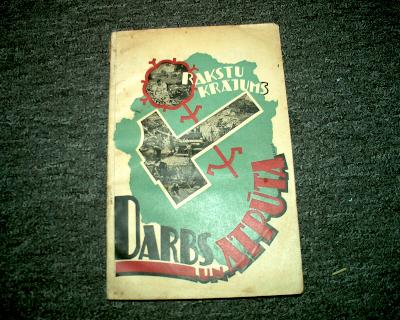 RAKSTU
KRĀJUMS
DARBS
UN ATPŪTA